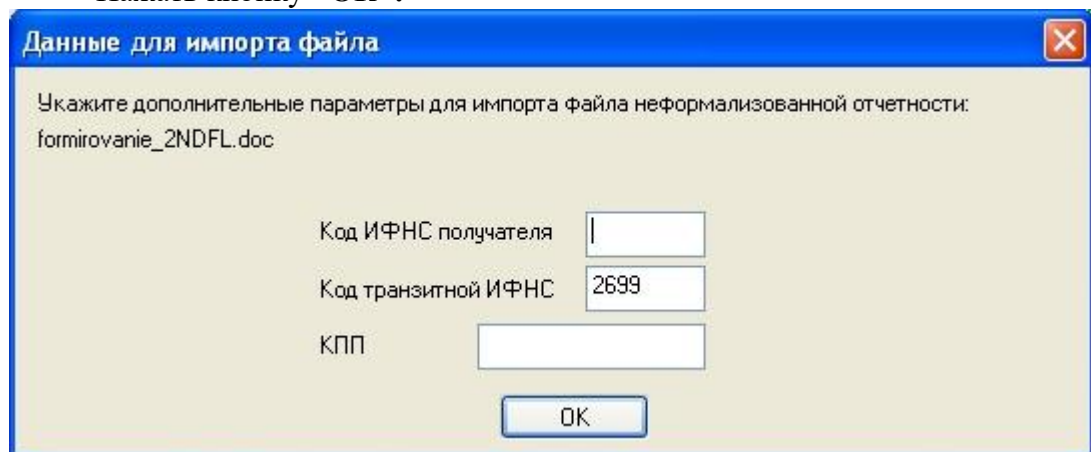 Данные для импорта файла
Укажите дополнительные параметры для импорта файла неформализованной отчетности:
formirovanie_2NDFL.doc
Код ИФНС получателя
Код транзитной ИФНС 2699
КПП
OK